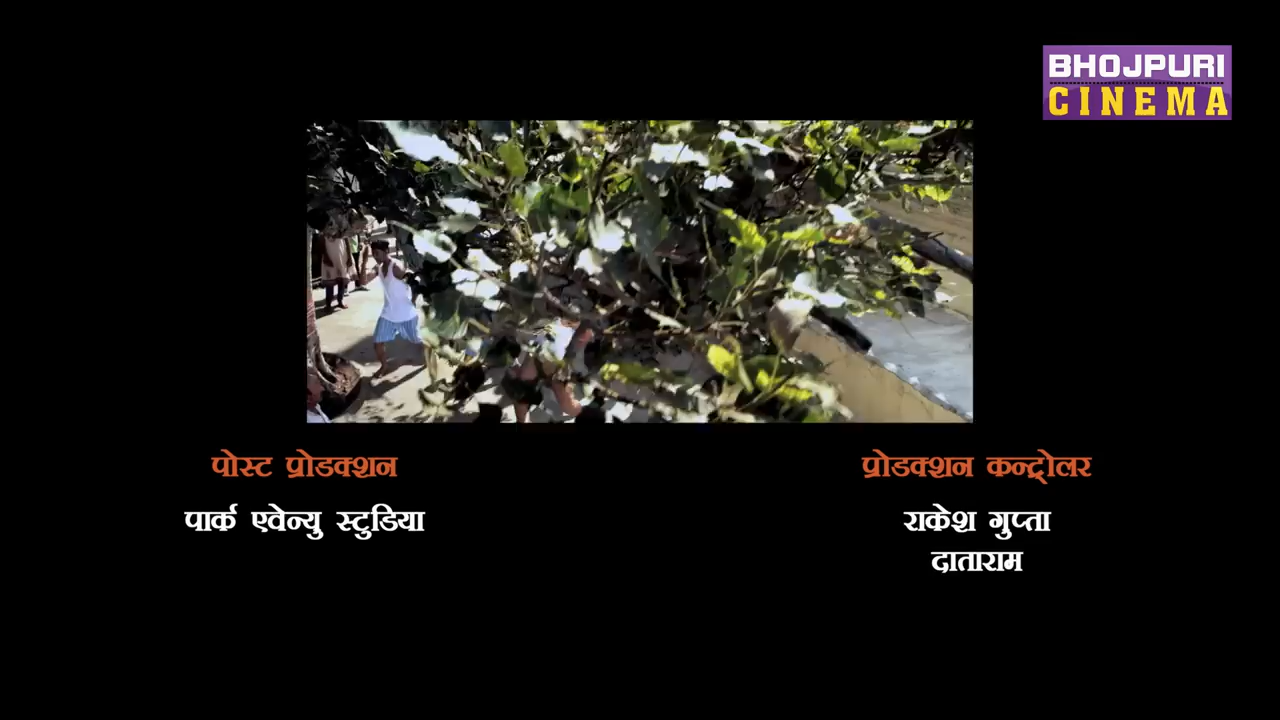 BHOJPURI
CINEMA
पोस्ट प्रोडक्शन
पार्क एवेन्यु स्टुडिया
प्रोडक्शन कन्ट्रोलर
राकेश गुप्ता
दाताराम